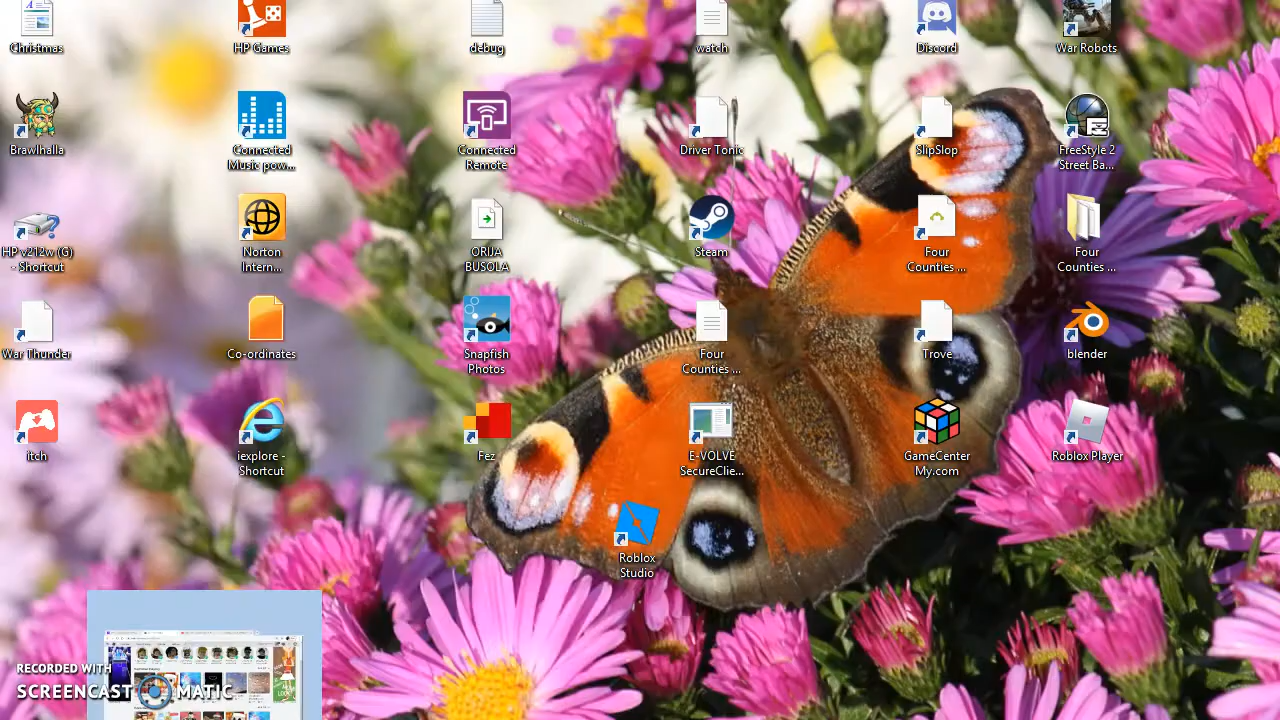 Christmas
HP Games
debug
watch
Discord
War Robots
Brawlhalla
Connected
Music pow...
Connected
Remote
Driver Tonic
SlipSlop
FreeStyle 2
Street Ba...
HP v212w (G)
- Shortcut
Norton
Intern...
ORIJA
BUSOLA
Steam
Four
Counties ...
Four
Counties ...
War Thunder
Co-ordinates
Snapfish
Photos
Four
Counties ...
Trove
blender
itch
iexplore -
Shortcut
Fez
E-VOLVE
SecureClie...
GameCenter
My.com
Roblox Player
Roblox
Studio
RECORDED WITH
SCREENCAST MATIC